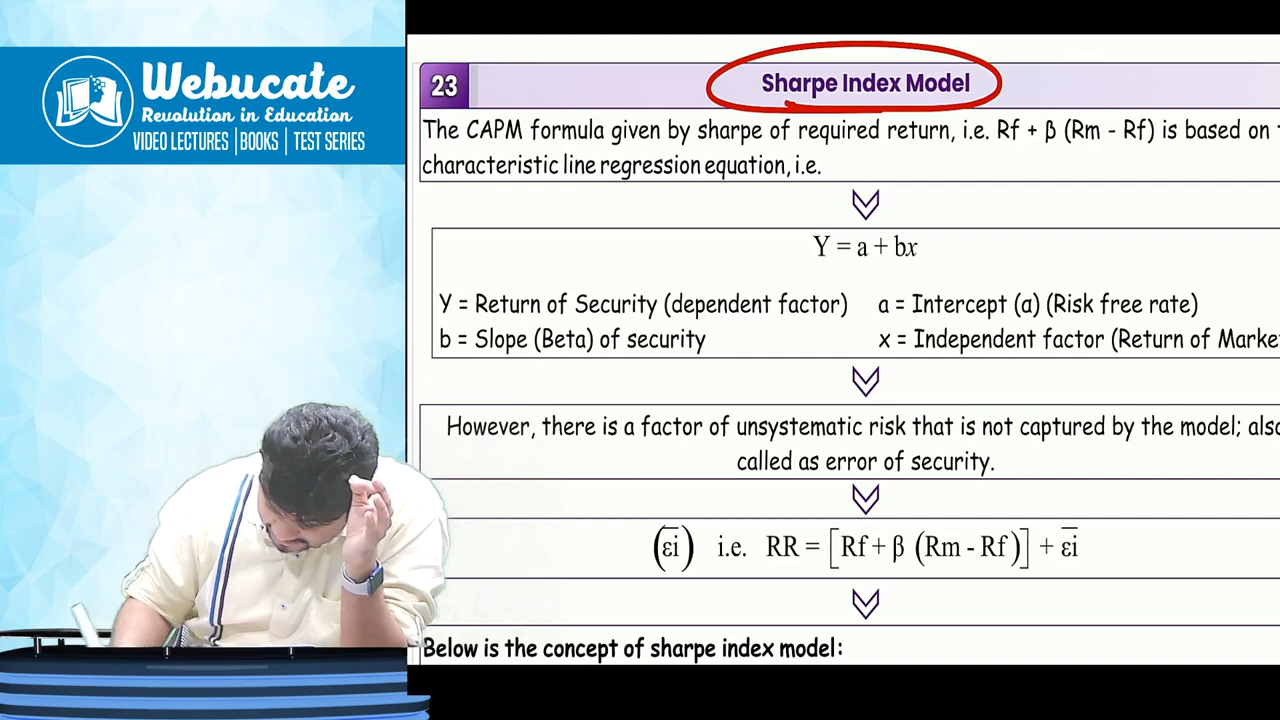 Webucate
Revolution in Education
VIDEO LECTURES | BOOKS | TEST SERIES
23
Sharpe Index Model
The CAPM formula given by sharpe of required return, i.e. Rf + β (Rm - Rf) is based on
characteristic line regression equation, i.e.
Y = a + bx
Y = Return of Security (dependent factor) a = Intercept (α) (Risk free rate)
b = Slope (Beta) of security x = Independent factor (Return of Marke
However, there is a factor of unsystematic risk that is not captured by the model; also
called as error of security.
(ε̅i̅) i.e. RR = [Rf + β (Rm - Rf)] + ε̅i̅
Below is the concept of sharpe index model: